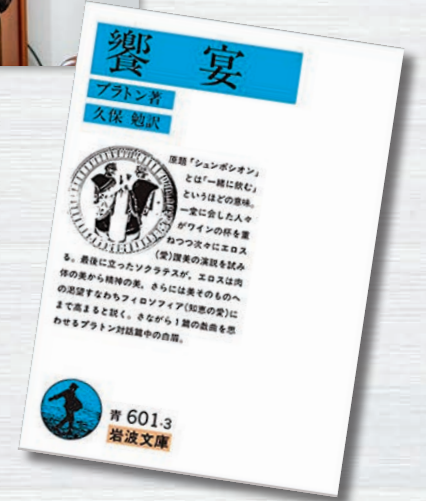 饗宴
プラトン著
久保 勉訳
原題「シュンポシオン」
とは「一緒に飲む」
というほどの意味。
一堂に会した人々
がワインの杯を重
ねつつ次々にエロス
(愛)讃美の演説を試み
る。最後に立ったソクラテスが、エロスは肉
体の美から精神の美、さらには美そのものへ
の渇望すなわちフィロソフィア(知恵の愛)に
まで高まると説く。さながら1篇の戯曲を思
わせるプラトン対話篇中の白眉。
青 601-3
岩波文庫